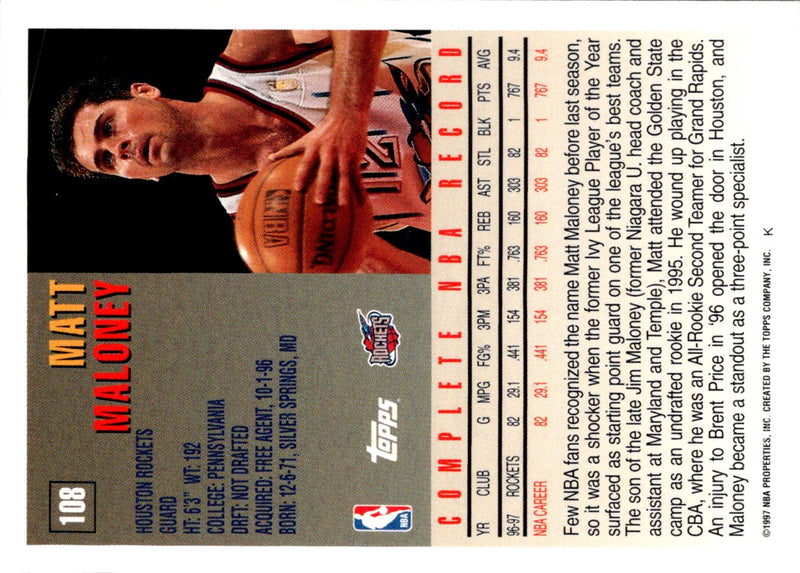 108
MATT
MALONEY
HOUSTON ROCKETS
GUARD
HT: 6'3" WT: 192
COLLEGE: PENNSYLVANIA
DRFT: NOT DRAFTED
ACQUIRED: FREE AGENT, 10-1-96
BORN: 12-6-71, SILVER SPRINGS, MD
NBA
TOPPS
ROCKETS
12
SPALDING
NBA
COMPLETE NBA RECORD
YR CLUB G MPG FG% 3PM 3PA FT% REB AST STL BLK PTS AVG
96-97 ROCKETS 82 29.1 .441 154 381 .763 160 303 82 1 767 9.4
NBA CAREER 82 29.1 .441 154 381 .763 160 303 82 1 767 9.4
Few NBA fans recognized the name Matt Maloney before last season,
so it was a shocker when the former Ivy League Player of the Year
surfaced as starting point guard on one of the league's best teams.
The son of the late Jim Maloney (former Niagara U. head coach and
assistant at Maryland and Temple), Matt attended the Golden State
camp as an undrafted rookie in 1995. He wound up playing in the
CBA, where he was an All-Rookie Second Teamer for Grand Rapids.
An injury to Brent Price in '96 opened the door in Houston, and
Maloney became a standout as a three-point specialist.
©1997 NBA PROPERTIES, INC. CREATED BY THE TOPPS COMPANY, INC. K